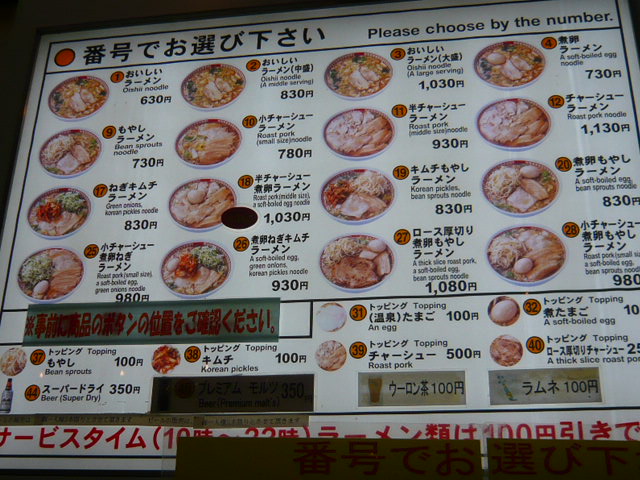 番号でお選び下さい Please choose by the number.
1 おいしい
ラーメン
Oishii noodle
630円
2 おいしい
ラーメン(中盛)
Oishii noodle
(A middle serving)
830円
3 おいしい
ラーメン(大盛)
Oishii noodle
(A large serving)
1,030円
4 煮卵
ラーメン
A soft-boiled egg
noodle
730円
9 もやし
ラーメン
Bean sprouts
noodle
730円
10 小チャーシュー
ラーメン
Roast pork
(small size)noodle
780円
11 半チャーシュー
ラーメン
Roast pork
(middle size)noodle
930円
12 チャーシュー
ラーメン
Roast pork
noodle
1,130円
17 ねぎキムチ
ラーメン
Green onions,
korean pickles noodle
830円
18 半チャーシュー
煮卵ラーメン
Roast pork(middle size),
a soft-boiled egg noodle
1,030円
19 キムチもやし
ラーメン
Korean pickles,
bean sprouts noodle
830円
20 煮卵もやし
ラーメン
A soft-boiled egg,
bean sprouts noodle
830円
25 小チャーシュー
煮卵ねぎ
ラーメン
Roast pork(small size),
a soft-boiled egg,
green onions noodle
980円
26 煮卵ねぎキムチ
ラーメン
A soft-boiled egg,
green onions,
korean pickles noodle
930円
27 ロース厚切り
煮卵もやし
ラーメン
A thick slice roast pork,
a soft-boiled egg,
bean sprouts noodle
1,080円
28 小チャーシュー
煮卵もやし
ラーメン
Roast pork(small size),
a soft-boiled egg,
bean sprouts noodle
980
※事前に商品のボタンの位置をご確認ください。
31 トッピング Topping
(温泉)たまご 100円
An egg
32 トッピング Topping
煮たまご 100円
A soft-boiled egg
37 トッピング Topping
もやし 100円
Bean sprouts
38 トッピング Topping
キムチ 100円
Korean pickles
39 トッピング Topping
チャーシュー 500円
Roast pork
40 トッピング Topping
ロース厚切りチャーシュー
A thick slice roast pork
44 スーパードライ 350円
Beer (Super Dry)
プレミアム モルツ 350
Beer(Premium malt's)
ウーロン茶 100円
ラムネ 100円
サービスタイム(19時～22時)ラーメン類は100円引きで
番号でお選び下